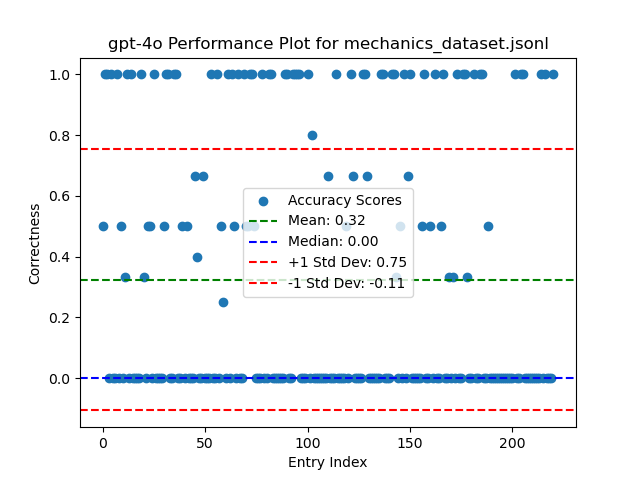 gpt-4o Performance Plot for mechanics_dataset.jsonl
1.0
0.8
0.6
0.4
0.2
0.0
Correctness
Accuracy Scores
Mean: 0.32
Median: 0.00
+1 Std Dev: 0.75
-1 Std Dev: -0.11
0 50 100 150 200
Entry Index